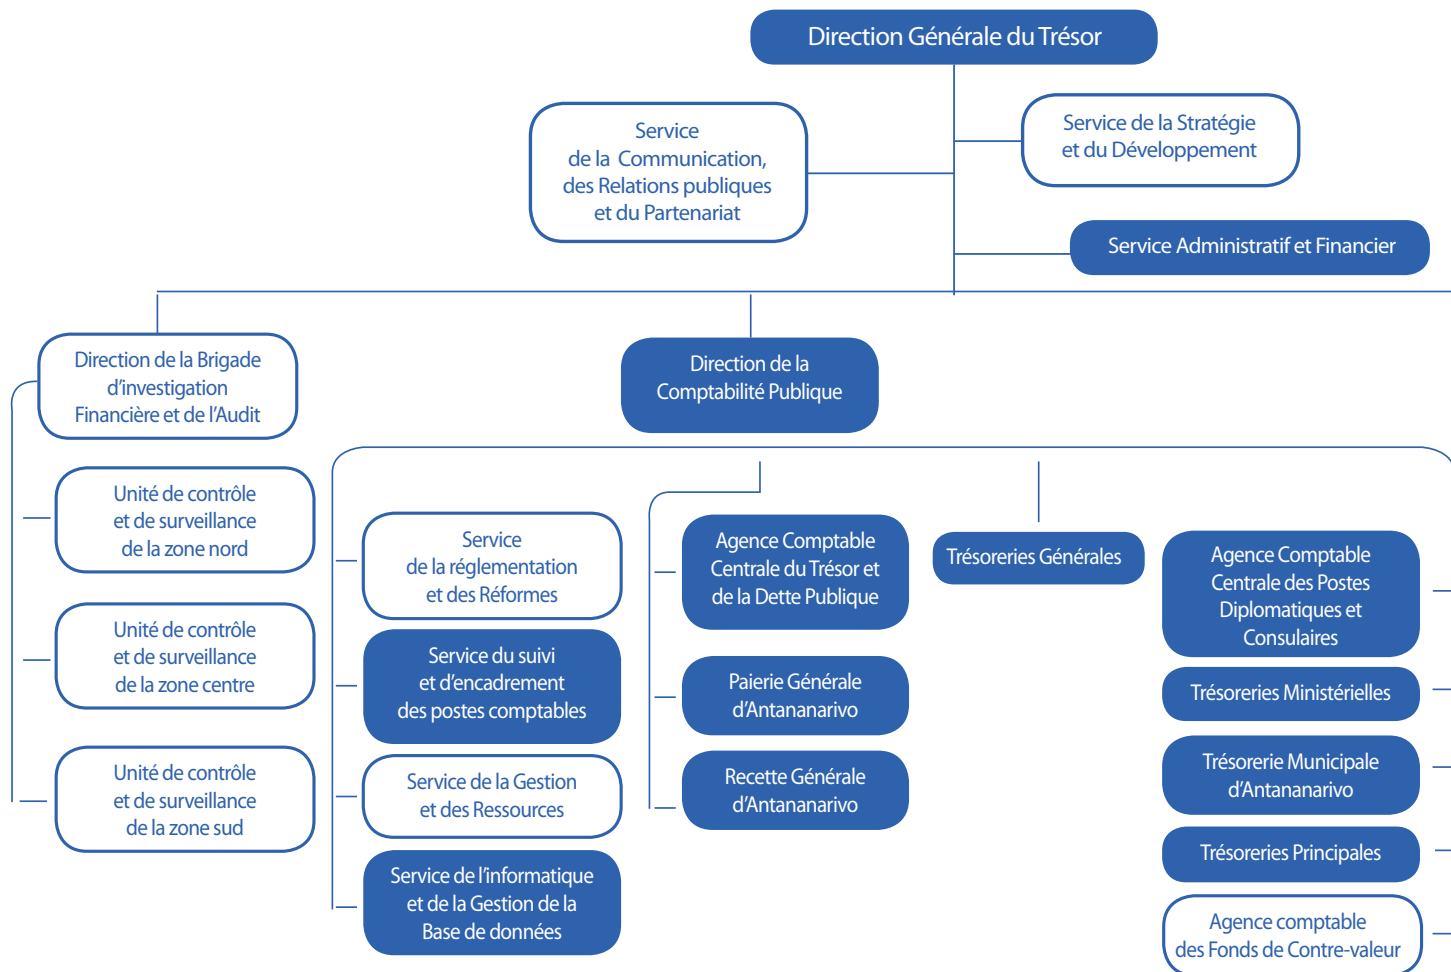 Direction Générale du Trésor
Service
de la Communication,
des Relations publiques
et du Partenariat
Service de la Stratégie
et du Développement
Service Administratif et Financier
Direction de la Brigade
d'investigation
Financière et de l'Audit
Direction de la
Comptabilité Publique
Unité de contrôle
et de surveillance
de la zone nord
Unité de contrôle
et de surveillance
de la zone centre
Unité de contrôle
et de surveillance
de la zone sud
Service
de la réglementation
et des Réformes
Service du suivi
et d'encadrement
des postes comptables
Service de la Gestion
et des Ressources
Service de l'informatique
et de la Gestion de la
Base de données
Agence Comptable
Centrale du Trésor et
de la Dette Publique
Paierie Générale
d'Antananarivo
Recette Générale
d'Antananarivo
Trésoreries Générales
Agence Comptable
Centrale des Postes
Diplomatiques et
Consulaires
Trésoreries Ministérielles
Trésorerie Municipale
d'Antananarivo
Trésoreries Principales
Agence comptable
des Fonds de Contre-valeur